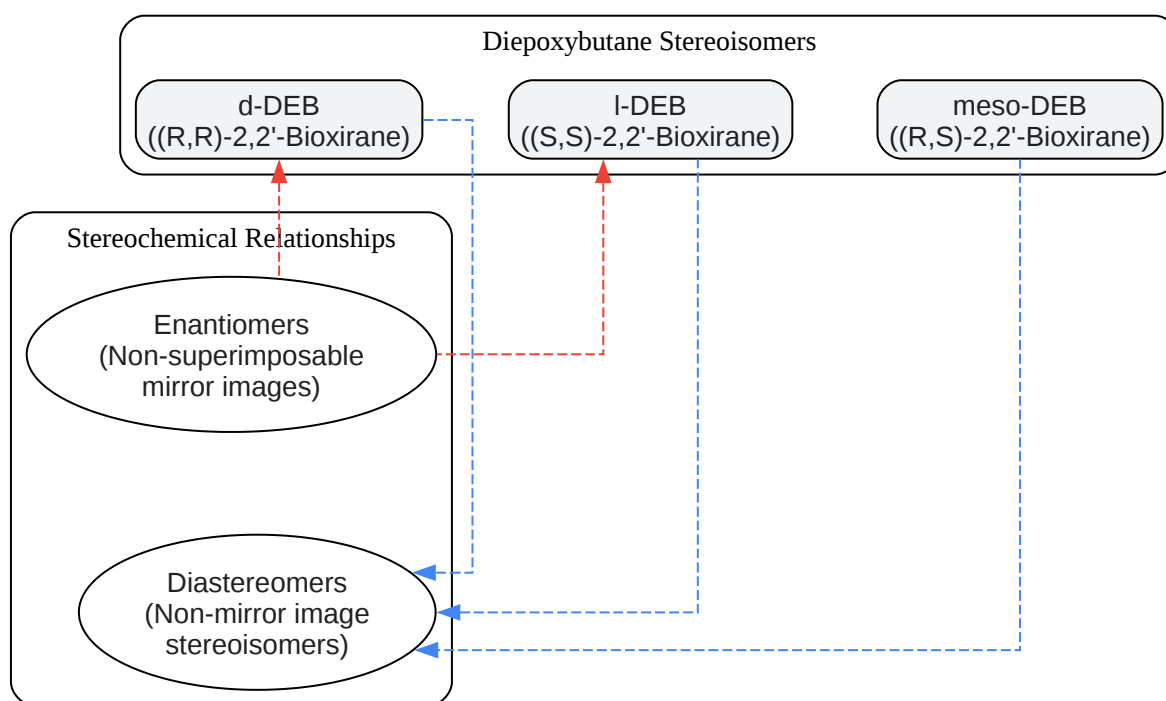 Diepoxybutane Stereoisomers
d-DEB
((R,R)-2,2'-Bioxirane)
l-DEB
((S,S)-2,2'-Bioxirane)
meso-DEB
((R,S)-2,2'-Bioxirane)
Stereochemical Relationships
Enantiomers
(Non-superimposable
mirror images)
Diastereomers
(Non-mirror image
stereoisomers)